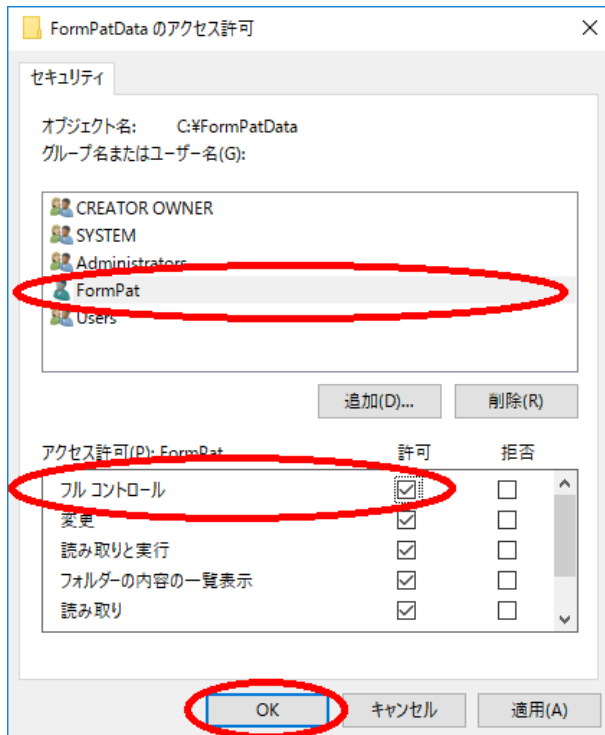 FormPatData のアクセス許可
セキュリティ
オブジェクト名: C:¥FormPatData
グループ名またはユーザー名(G):
CREATOR OWNER
SYSTEM
Administrators
FormPat
Users
追加(D)... 削除(R)
アクセス許可(P): FormPat 許可 拒否
フル コントロール
変更
読み取りと実行
フォルダーの内容の一覧表示
読み取り
OK キャンセル 適用(A)